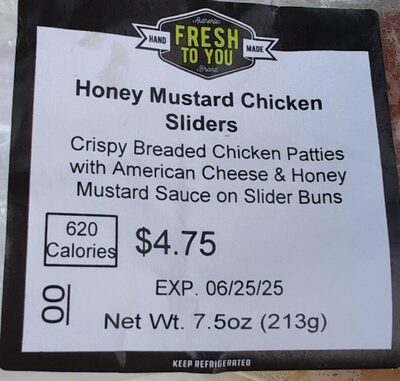 Authentic
HAND FRESH MADE
TO YOU
Brand
Honey Mustard Chicken
Sliders
Crispy Breaded Chicken Patties
with American Cheese & Honey
Mustard Sauce on Slider Buns
620
Calories
$4.75
EXP. 06/25/25
00
Net Wt. 7.5oz (213g)
KEEP REFRIGERATED